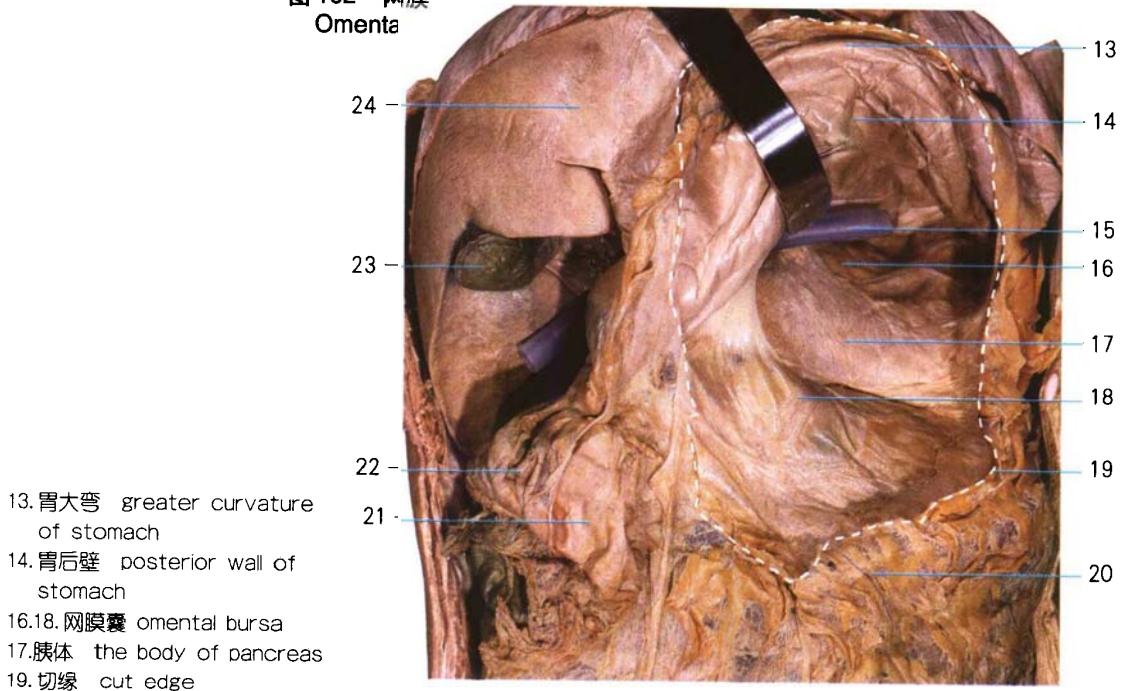 Omenta
13
24
14
15
23
16
17
18
22
19
21
20
13.胃大弯 greater curvature
of stomach
14.胃后壁 posterior wall of
stomach
16.18.网膜囊 omental bursa
17.胰体 the body of pancreas
19.切缘 cut edge